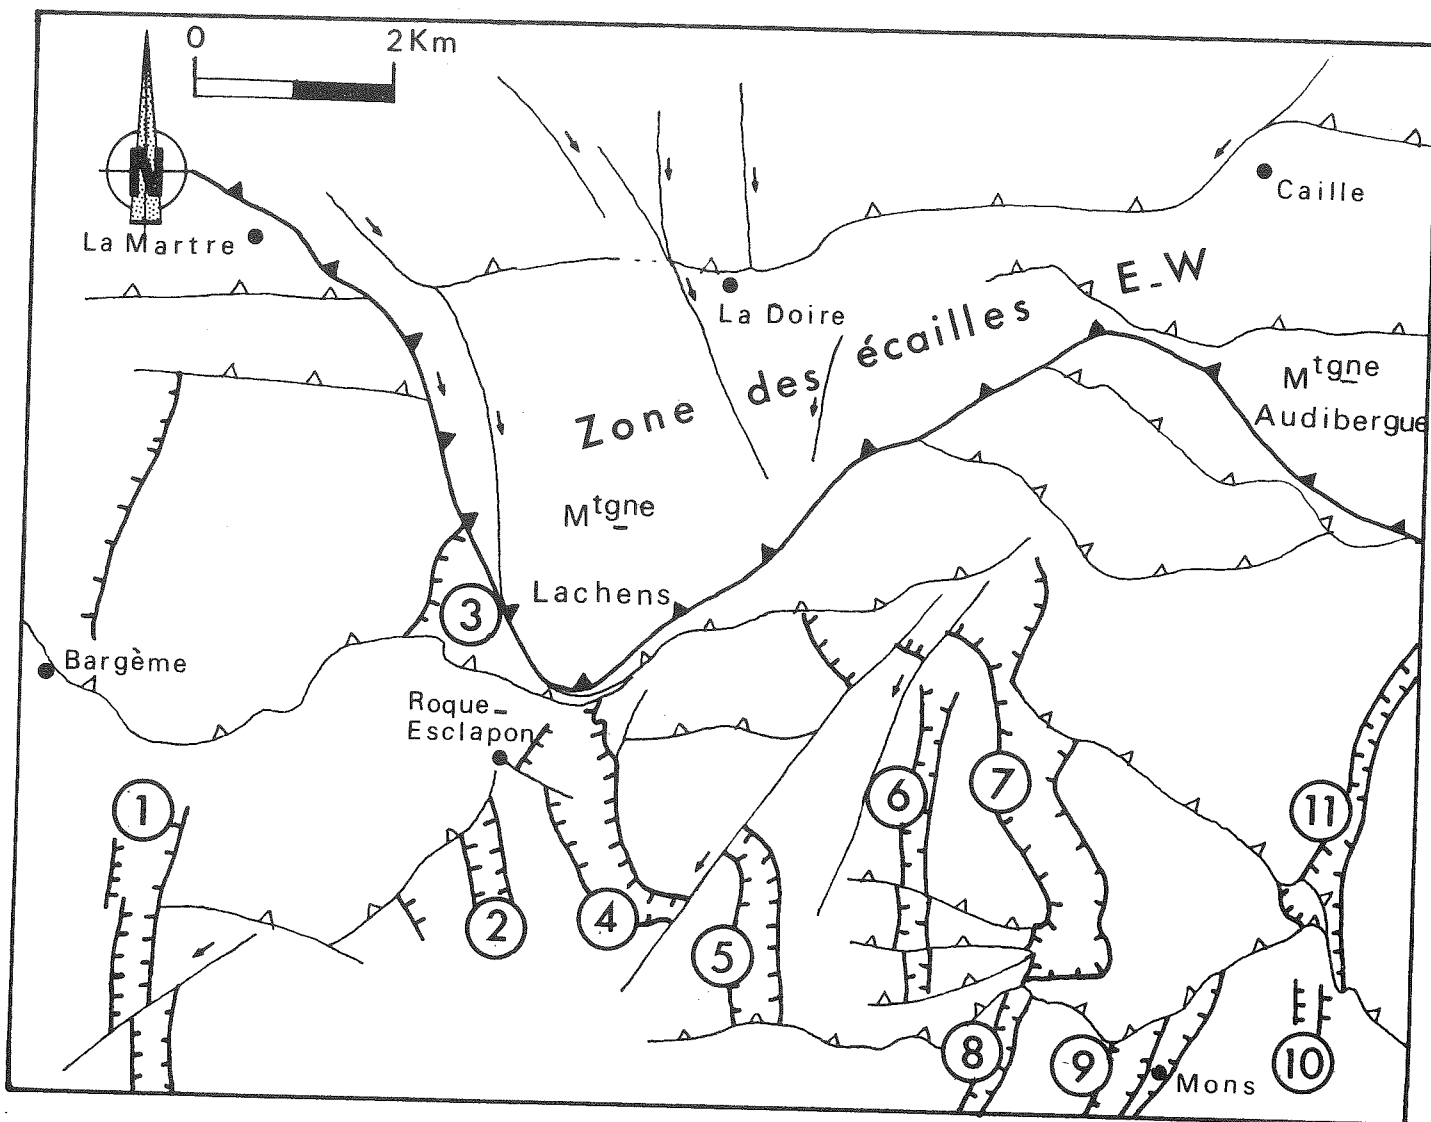 0 2Km
N
Caille
La Martre
E_W
La Doire
Zone des écailles
Mtgne
Audibergue
Mtgne
Lachens
3
Bargème
Roque_
Esclapon
1
6
7
11
2
4
5
8
9
10
Mons